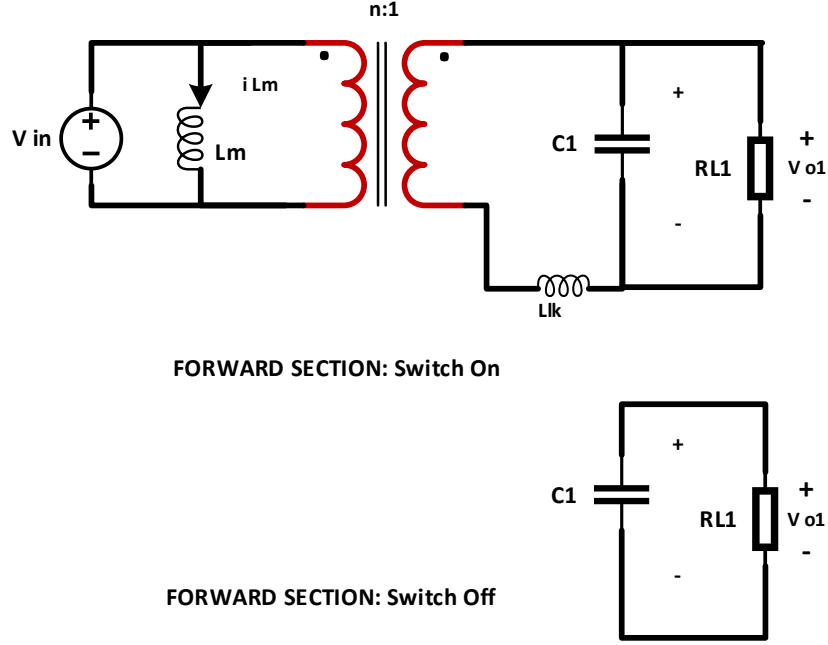 n:1
i Lm
V in
+
−
Lm
C1
+
-
RL1
+
V o1
-
Llk
FORWARD SECTION: Switch On
C1
+
-
RL1
+
V o1
-
FORWARD SECTION: Switch Off